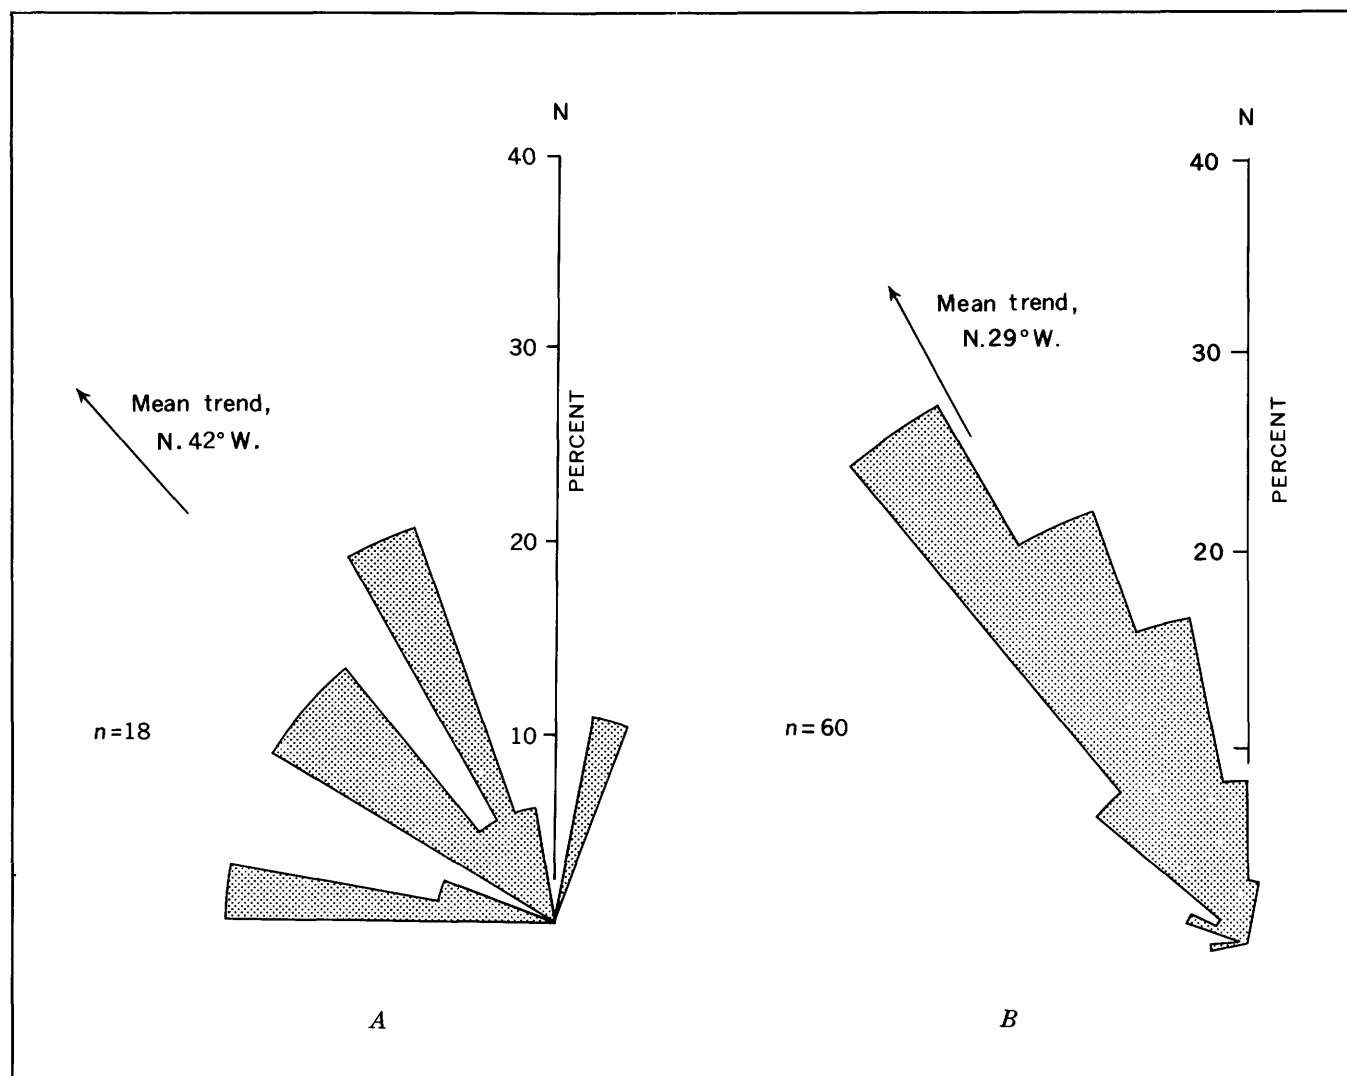 N
40
30
20
10
PERCENT
Mean trend,
N. 42° W.
n=18
A
N
40
30
20
PERCENT
Mean trend,
N. 29° W.
n=60
B